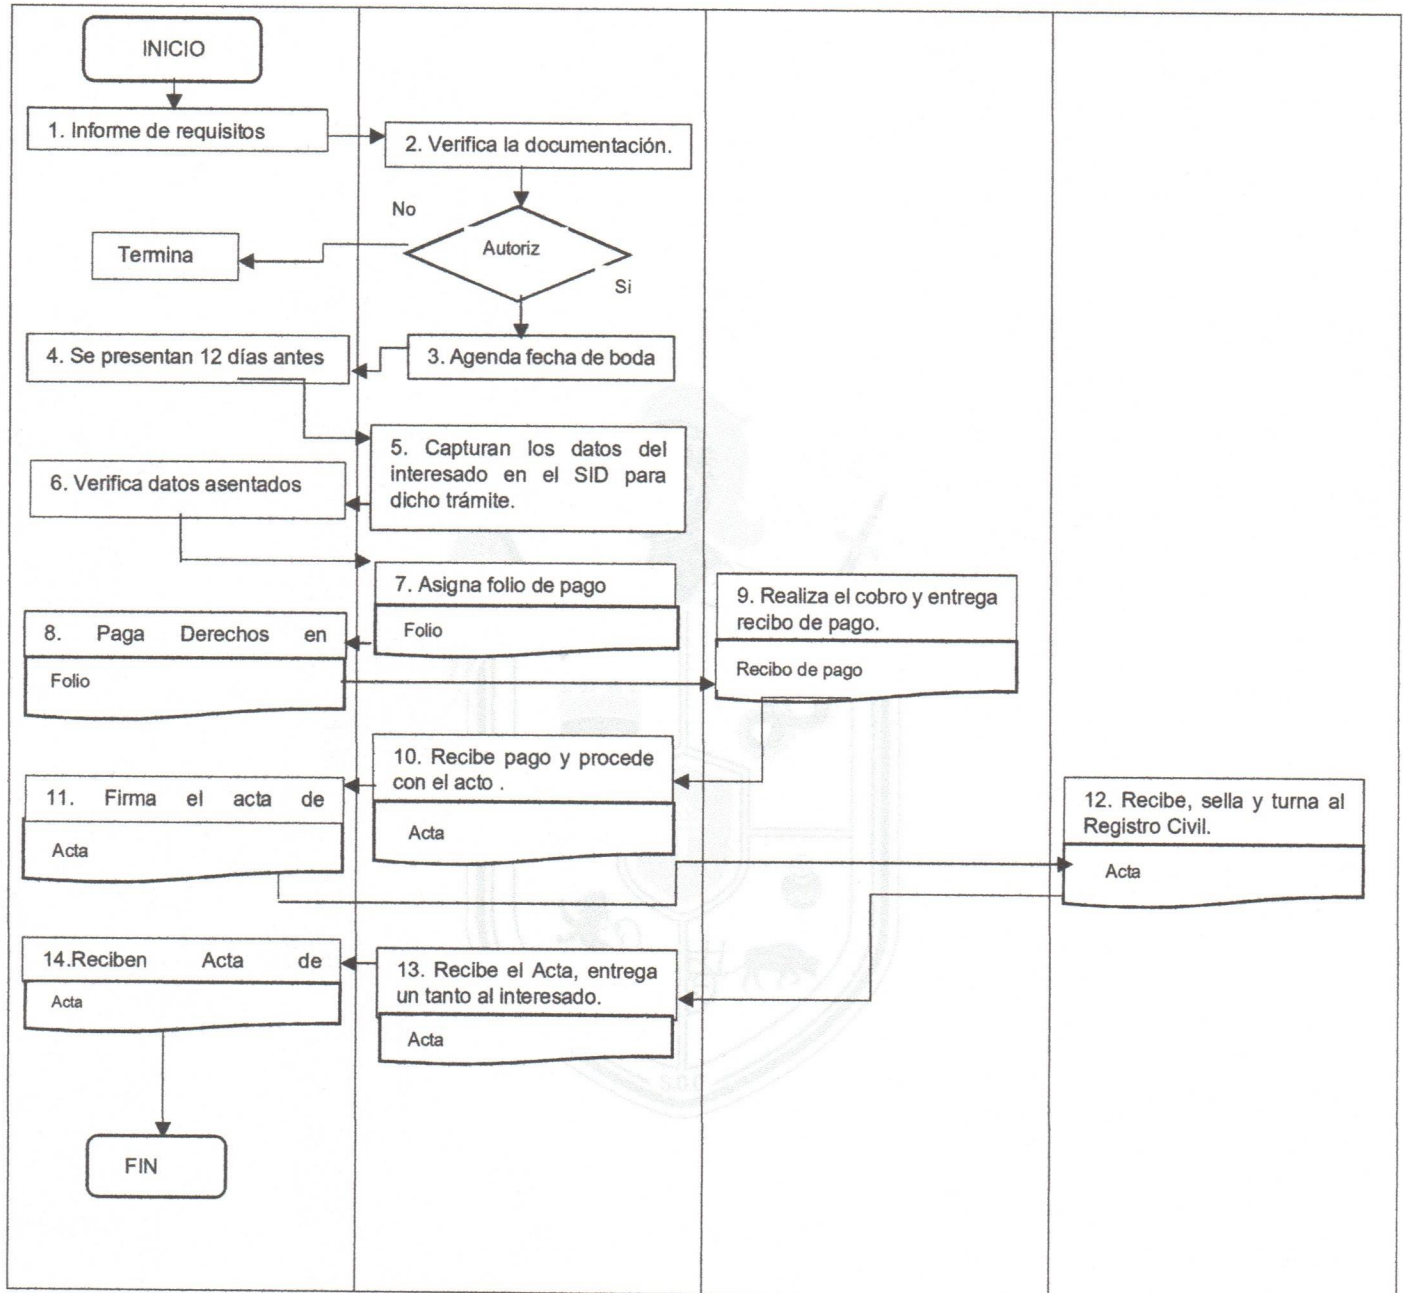 INICIO
1. Informe de requisitos
2. Verifica la documentación.
No
Autoriz
Si
Termina
3. Agenda fecha de boda
4. Se presentan 12 días antes
5. Capturan los datos del
interesado en el SID para
dicho trámite.
6. Verifica datos asentados
7. Asigna folio de pago
Folio
8. Paga Derechos en
Folio
9. Realiza el cobro y entrega
recibo de pago.
Recibo de pago
10. Recibe pago y procede
con el acto .
Acta
11. Firma el acta de
Acta
12. Recibe, sella y turna al
Registro Civil.
Acta
13. Recibe el Acta, entrega
un tanto al interesado.
Acta
14.Reciben Acta de
Acta
FIN